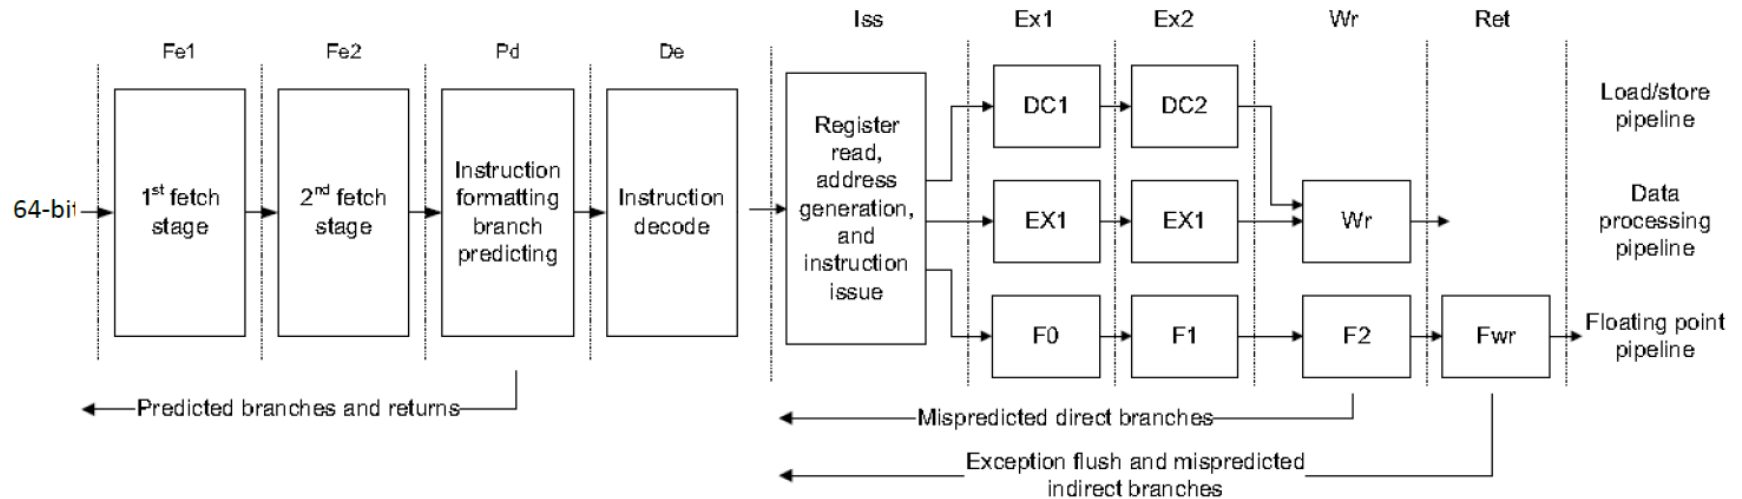 Fe1
Fe2
Pd
De
Iss
Ex1
Ex2
Wr
Ret
64-bit
1st fetch
stage
2nd fetch
stage
Instruction
formatting
branch
predicting
Instruction
decode
Register
read,
address
generation,
and
instruction
issue
DC1
DC2
Load/store
pipeline
EX1
EX1
Wr
Data
processing
pipeline
F0
F1
F2
Fwr
Floating point
pipeline
Predicted branches and returns
Mispredicted direct branches
Exception flush and mispredicted
indirect branches